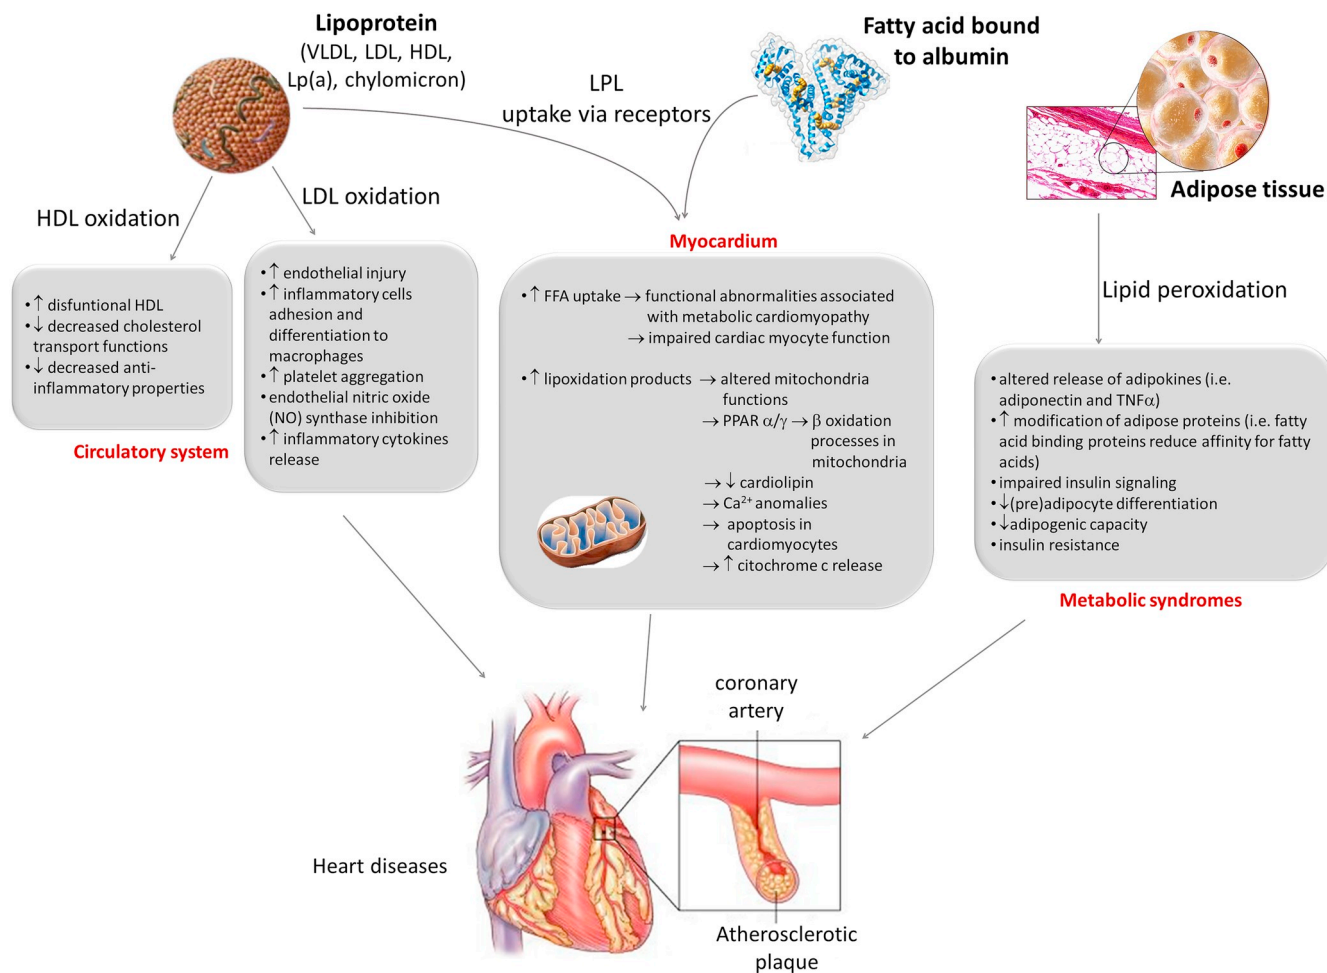 Lipoprotein
(VLDL, LDL, HDL,
Lp(a), chylomicron)
Fatty acid bound
to albumin
LPL
uptake via receptors
Adipose tissue
HDL oxidation
LDL oxidation
Lipid peroxidation
• ↑ disfuntional HDL
• ↓ decreased cholesterol
transport functions
• ↓ decreased anti-
inflammatory properties
Circulatory system
• ↑ endothelial injury
• ↑ inflammatory cells
adhesion and
differentiation to
macrophages
• ↑ platelet aggregation
• endothelial nitric oxide
(NO) synthase inhibition
• ↑ inflammatory cytokines
release
Myocardium
• ↑ FFA uptake → functional abnormalities associated
with metabolic cardiomyopathy
→ impaired cardiac myocyte function
• ↑ lipoxidation products → altered mitochondria
functions
→ PPAR α/γ → β oxidation
processes in
mitochondria
→ ↓ cardiolipin
→ Ca²⁺ anomalies
→ apoptosis in
cardiomyocytes
→ ↑ citochrome c release
• altered release of adipokines (i.e.
adiponectin and TNFα)
• ↑ modification of adipose proteins (i.e. fatty
acid binding proteins reduce affinity for fatty
acids)
• impaired insulin signaling
• ↓(pre)adipocyte differentiation
• ↓adipogenic capacity
• insulin resistance
Metabolic syndromes
coronary
artery
Heart diseases
Atherosclerotic
plaque